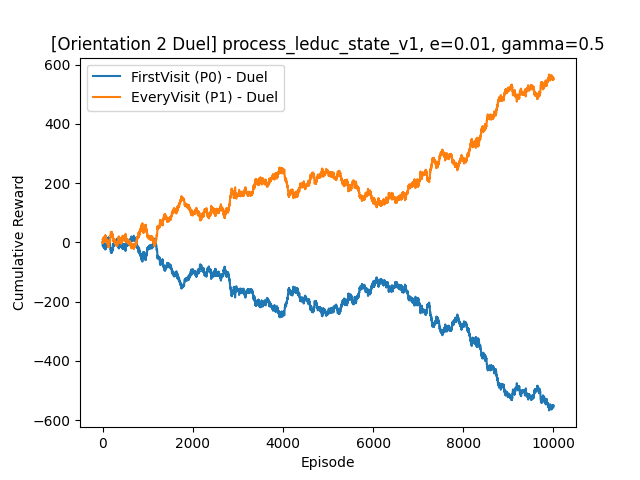 [Orientation 2 Duel] process_leduc_state_v1, e=0.01, gamma=0.5
FirstVisit (P0) - Duel
EveryVisit (P1) - Duel
600
400
200
0
−200
−400
−600
Cumulative Reward
0
2000
4000
6000
8000
10000
Episode